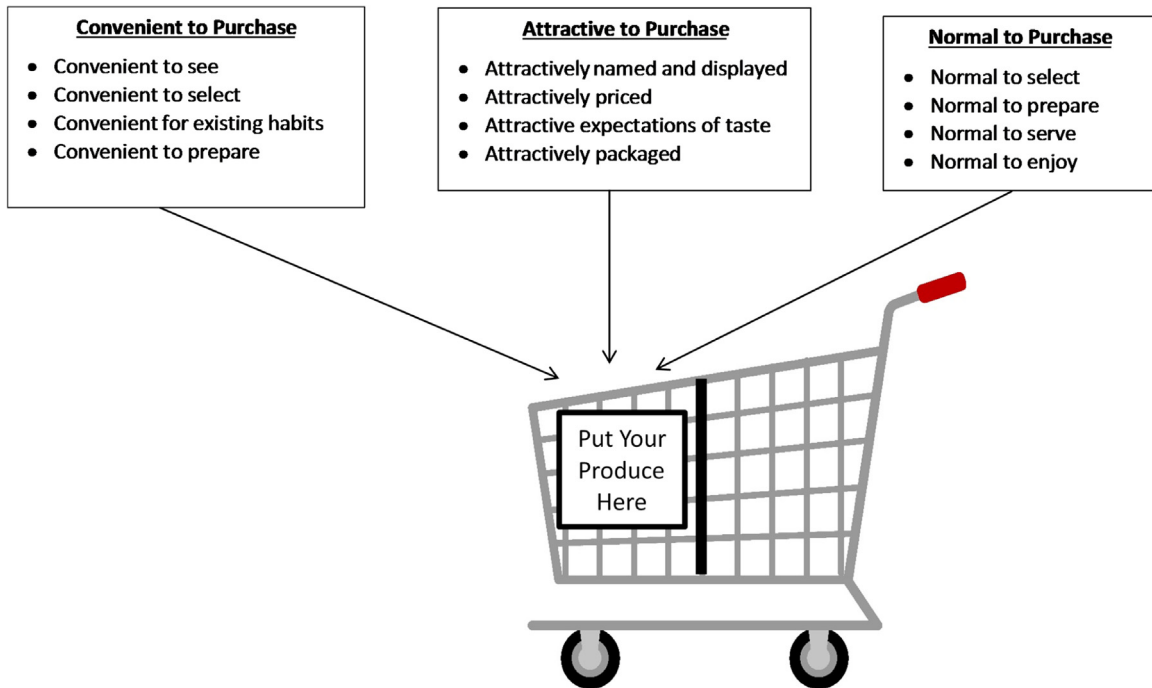 Convenient to Purchase
• Convenient to see
• Convenient to select
• Convenient for existing habits
• Convenient to prepare
Attractive to Purchase
• Attractively named and displayed
• Attractively priced
• Attractive expectations of taste
• Attractively packaged
Normal to Purchase
• Normal to select
• Normal to prepare
• Normal to serve
• Normal to enjoy
Put Your
Produce
Here